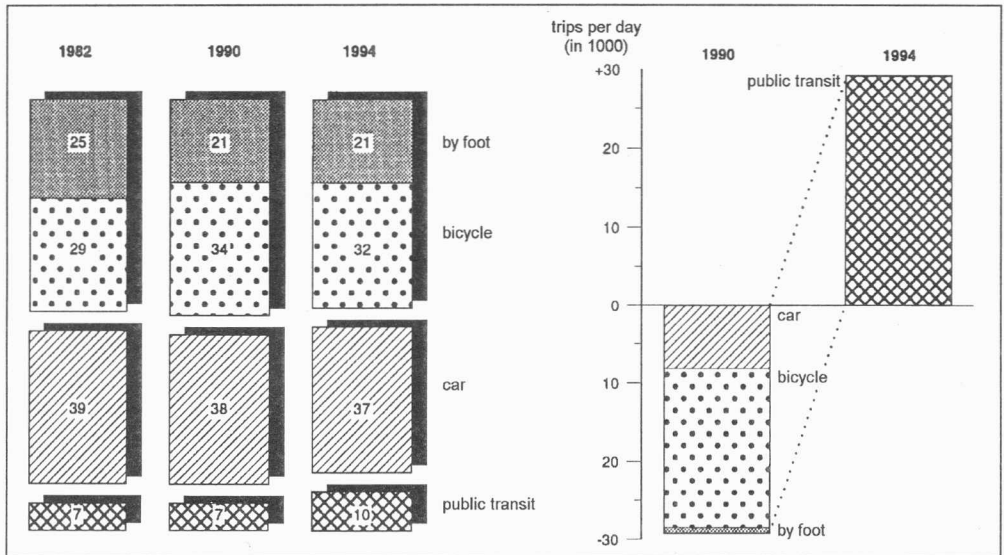 1982 1990 1994
25 21 21 by foot
29 34 32 bicycle
39 38 37 car
7 7 10 public transit
trips per day
(in 1000)
1990 1994
+30
public transit
20
10
0
car
10
bicycle
20
by foot
-30